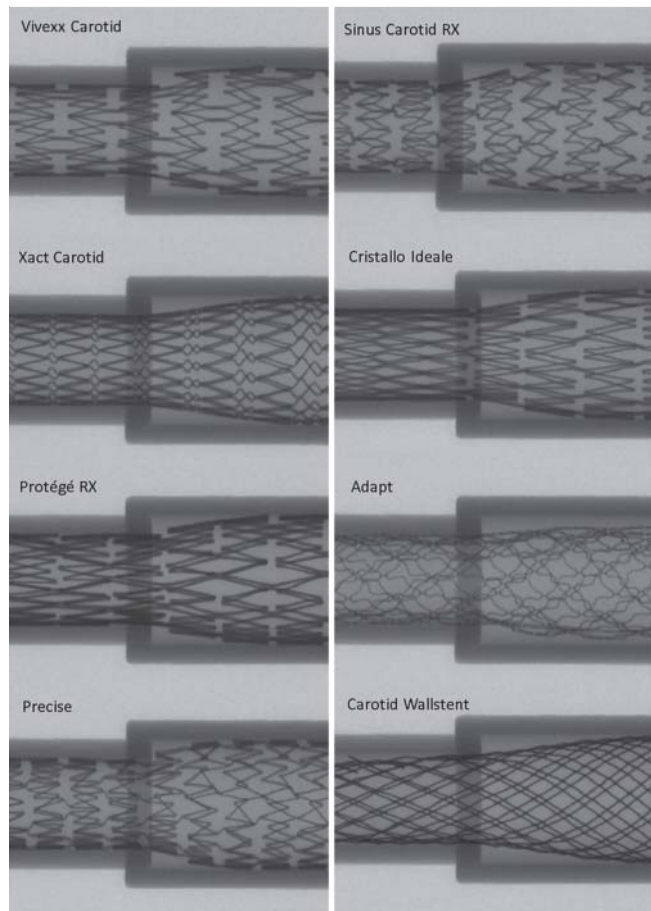 Vivexx Carotid
Sinus Carotid RX
Xact Carotid
Cristallo Ideale
Protégé RX
Adapt
Precise
Carotid Wallstent